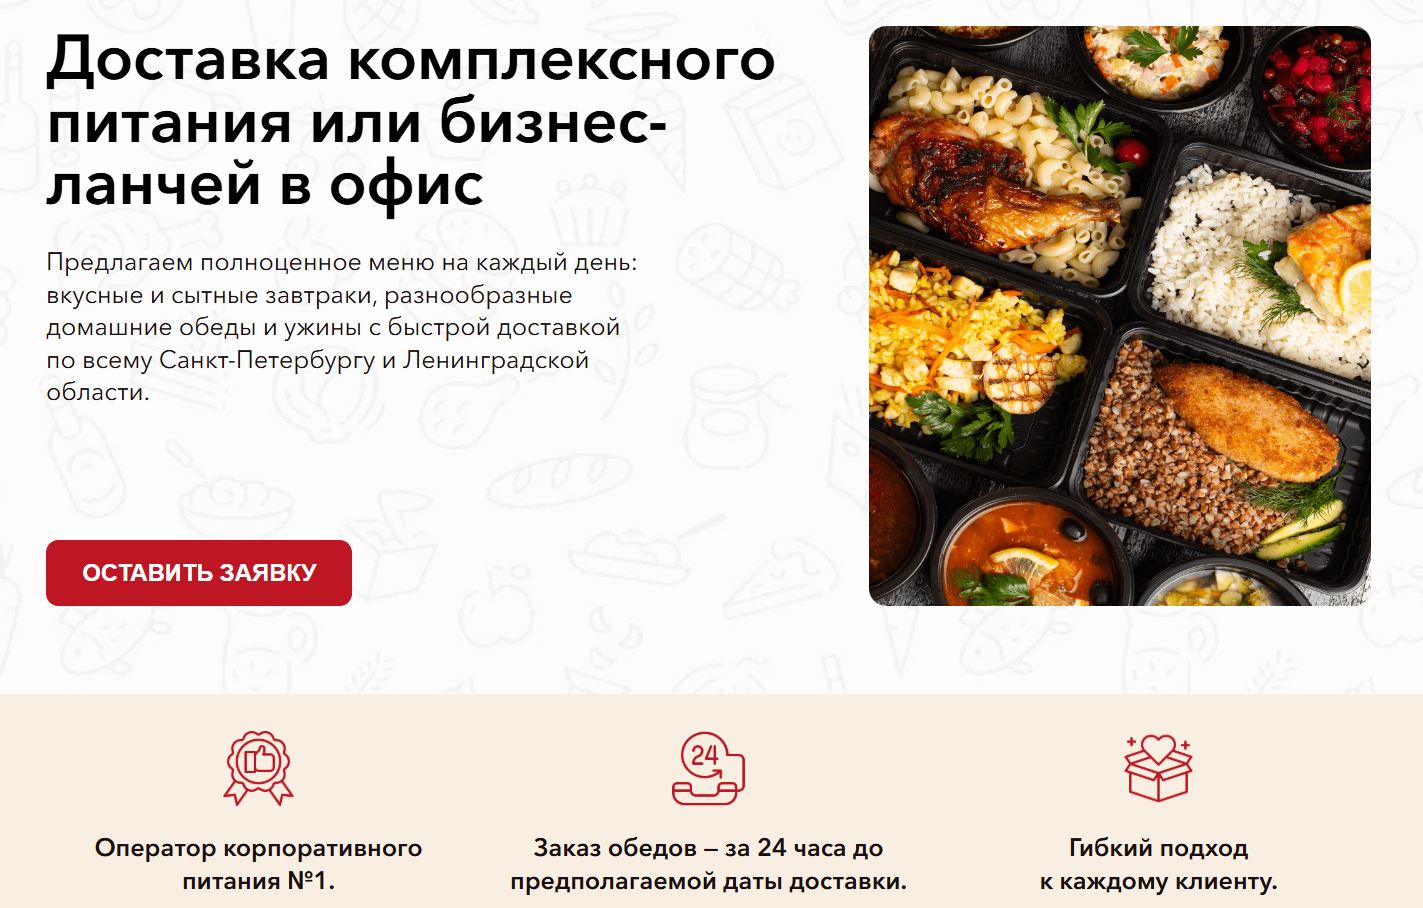 Доставка комплексного
питания или бизнес-
ланчей в офис
Предлагаем полноценное меню на каждый день:
вкусные и сытные завтраки, разнообразные
домашние обеды и ужины с быстрой доставкой
по всему Санкт-Петербургу и Ленинградской
области.
ОСТАВИТЬ ЗАЯВКУ
24
Оператор корпоративного
питания №1.
Заказ обедов – за 24 часа до
предполагаемой даты доставки.
Гибкий подход
к каждому клиенту.